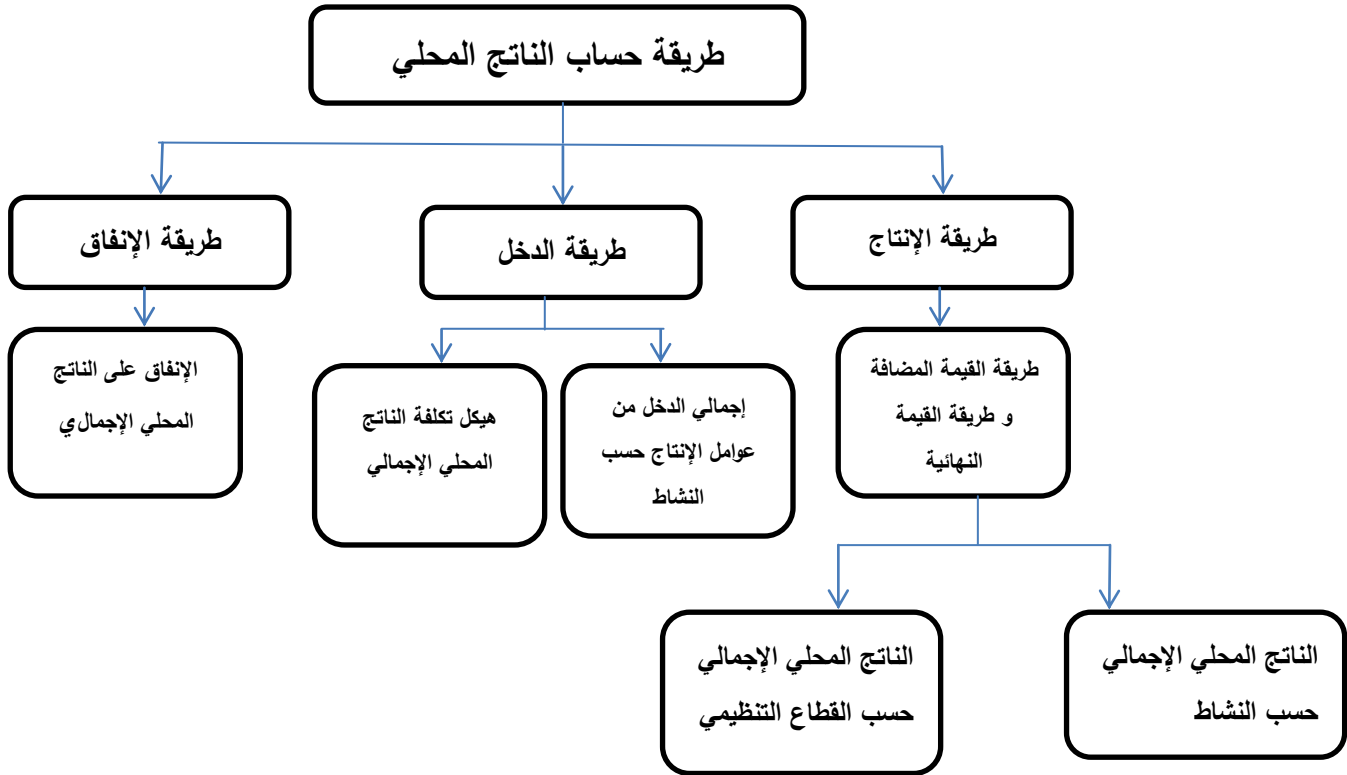 طريقة حساب الناتج المحلي
طريقة الإنتاج
طريقة الدخل
طريقة الإنفاق
طريقة القيمة المضافة
و طريقة القيمة
النهائية
إجمالي الدخل من
عوامل الإنتاج حسب
النشاط
هيكل تكلفة الناتج
المحلي الإجمالي
الإنفاق على الناتج
المحلي الإجمالي
الناتج المحلي الإجمالي
حسب النشاط
الناتج المحلي الإجمالي
حسب القطاع التنظيمي